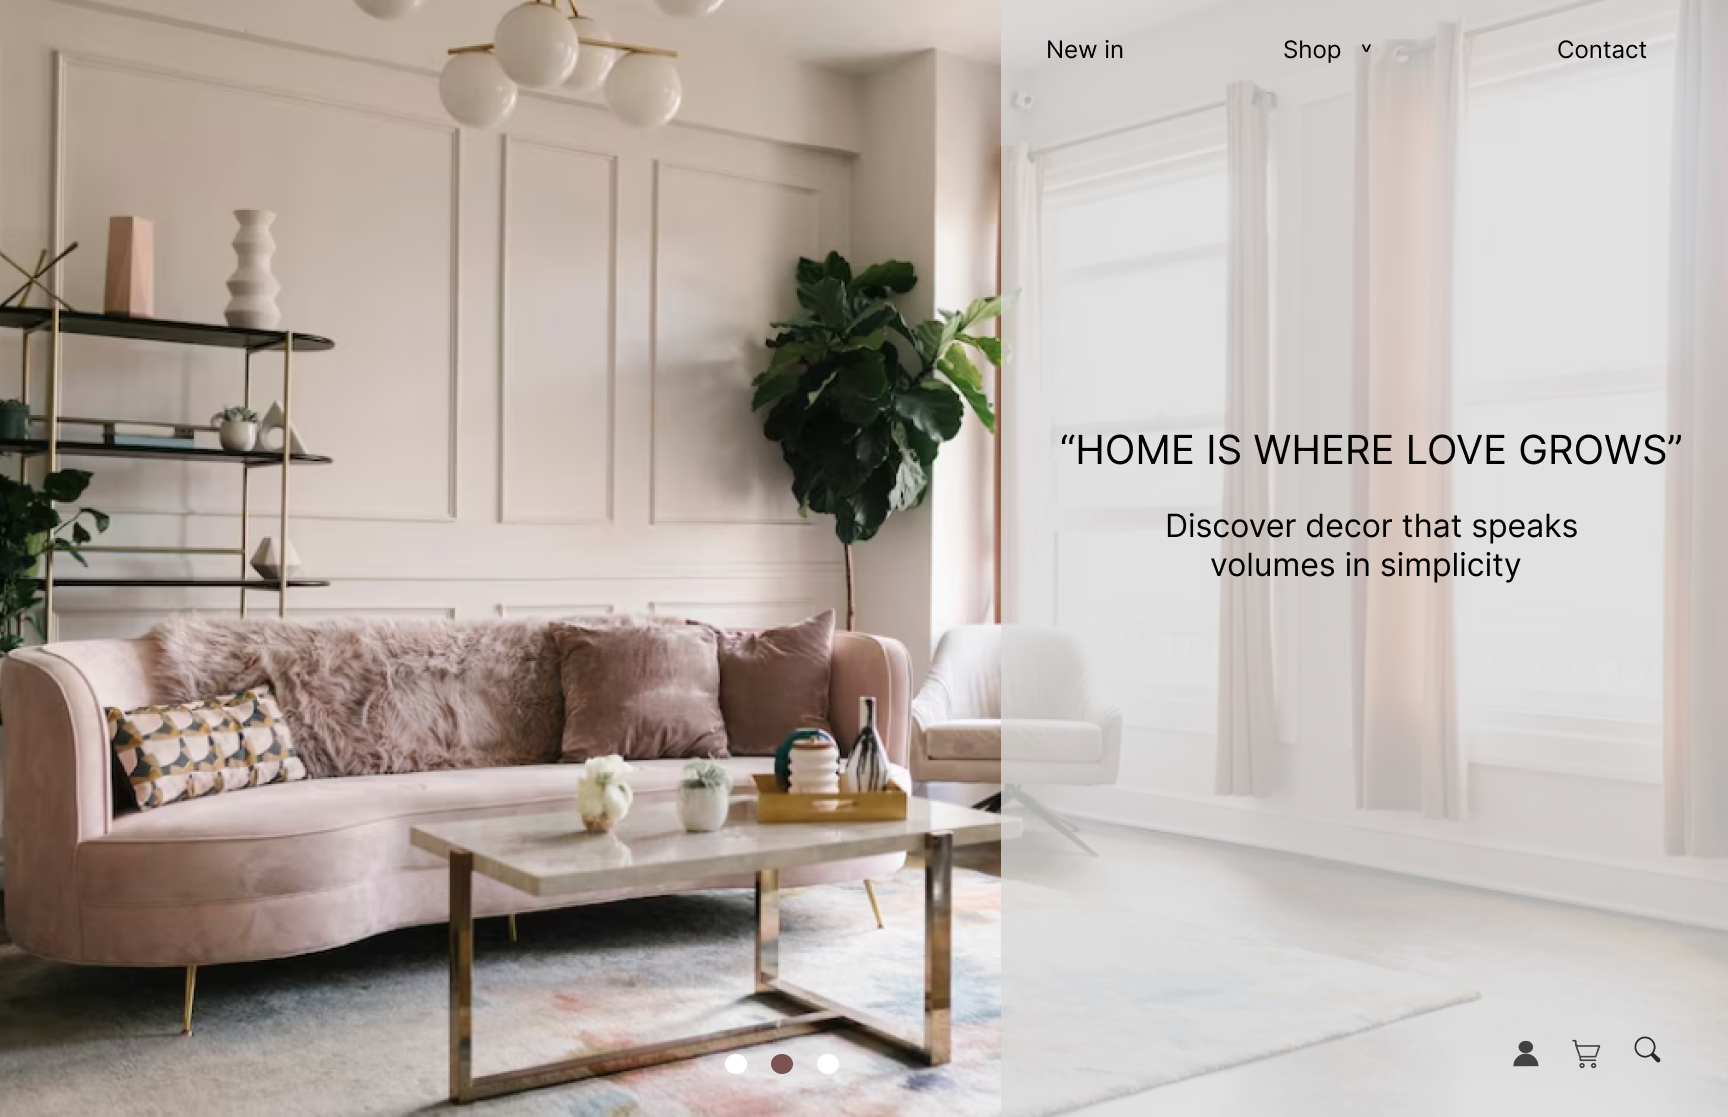 New in
Shop
Contact
“HOME IS WHERE LOVE GROWS”
Discover decor that speaks
volumes in simplicity